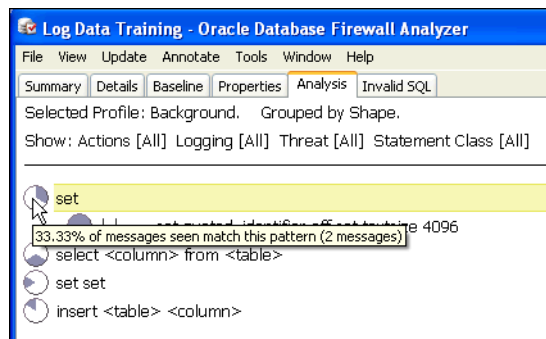 Log Data Training - Oracle Database Firewall Analyzer
File View Update Annotate Tools Window Help
Summary Details Baseline Properties Analysis Invalid SQL
Selected Profile: Background. Grouped by Shape.
Show: Actions [All] Logging [All] Threat [All] Statement Class [All]
set
set quoted_identifier off set textsize 4096
33.33% of messages seen match this pattern (2 messages)
select <column> from <table>
set set
insert <table> <column>